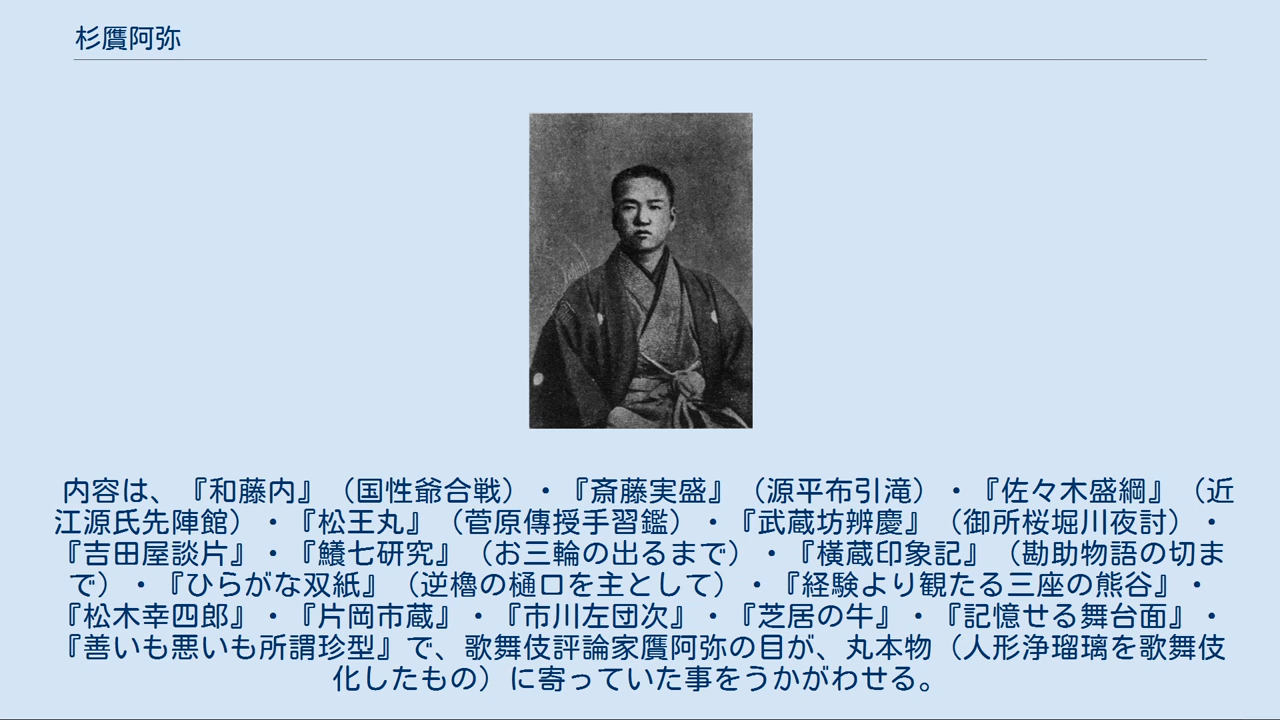 杉贋阿弥
内容は、『和藤内』（国性爺合戦）・『斎藤実盛』（源平布引滝）・『佐々木盛綱』（近
江源氏先陣館）・『松王丸』（菅原傳授手習鑑）・『武蔵坊辨慶』（御所桜堀川夜討）・
『吉田屋談片』・『鱶七研究』（お三輪の出るまで）・『横蔵印象記』（勘助物語の切ま
で）・『ひらがな双紙』（逆櫓の樋口を主として）・『経験より観たる三座の熊谷』・
『松木幸四郎』・『片岡市蔵』・『市川左団次』・『芝居の牛』・『記憶せる舞台面』・
『善いも悪いも所謂珍型』で、歌舞伎評論家贋阿弥の目が、丸本物（人形浄瑠璃を歌舞伎
化したもの）に寄っていた事をうかがわせる。